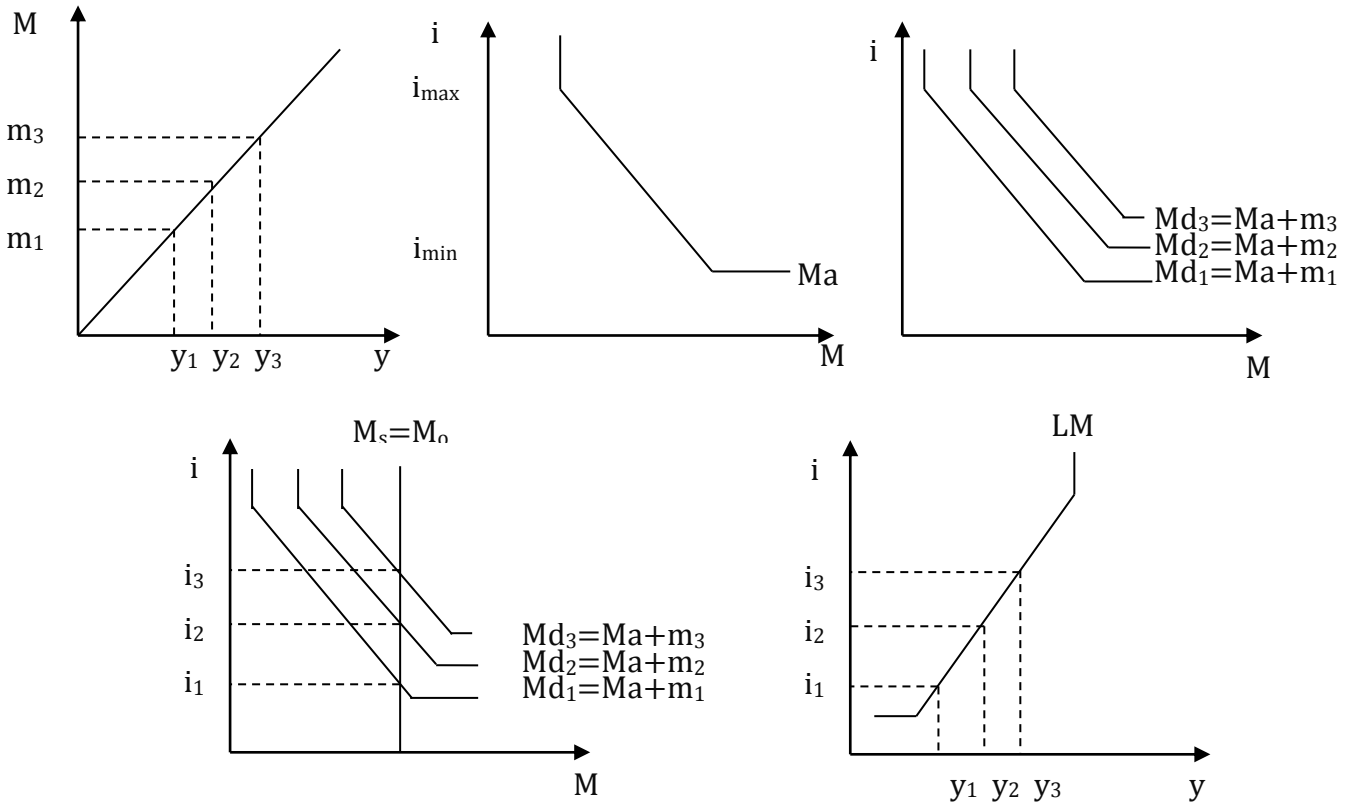 M
m₃
m₂
m₁
y₁ y₂ y₃ y
i
iₘₐₓ
iₘᵢₙ
Ma
M
i
Md₃=Ma+m₃
Md₂=Ma+m₂
Md₁=Ma+m₁
M
Mₛ=Mₒ
i
i₃
i₂
i₁
Md₃=Ma+m₃
Md₂=Ma+m₂
Md₁=Ma+m₁
M
LM
i
i₃
i₂
i₁
y₁ y₂ y₃ y